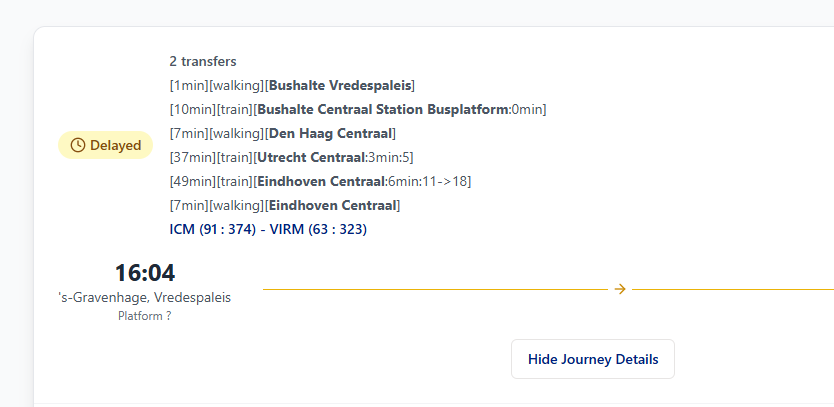 2 transfers
[1min][walking][Bushalte Vredespaleis]
[10min][train][Bushalte Centraal Station Busplatform:0min]
Delayed
[7min][walking][Den Haag Centraal]
[37min][train][Utrecht Centraal:3min:5]
[49min][train][Eindhoven Centraal:6min:11->18]
[7min][walking][Eindhoven Centraal]
ICM (91 : 374) - VIRM (63 : 323)
16:04
's-Gravenhage, Vredespaleis
Platform ?
Hide Journey Details